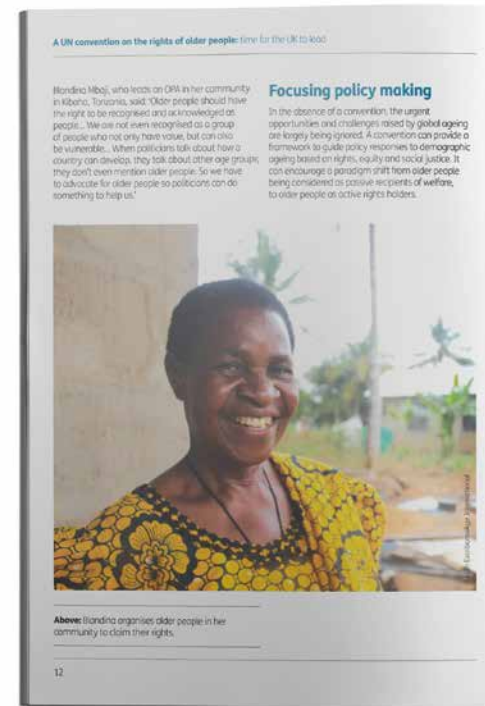 A UN convention on the rights of older people: time for the UK to lead
Blandina Mbaji, who leads an OPA in her community
in Kibaha, Tanzania, said: ‘Older people should have
the right to be recognised and acknowledged as
people... We are not even recognised as a group
of people who not only have value, but can also
be vulnerable... When politicians talk about how a
country can develop, they talk about other age groups;
they don’t even mention older people. So we have
to advocate for older people so politicians can do
something to help us.’
Focusing policy making
In the absence of a convention, the urgent
opportunities and challenges raised by global ageing
are largely being ignored. A convention can provide a
framework to guide policy responses to demographic
ageing based on rights, equity and social justice. It
can encourage a paradigm shift from older people
being considered as passive recipients of welfare,
to older people as active rights holders.
Above: Blandina organises older people in her
community to claim their rights.
12